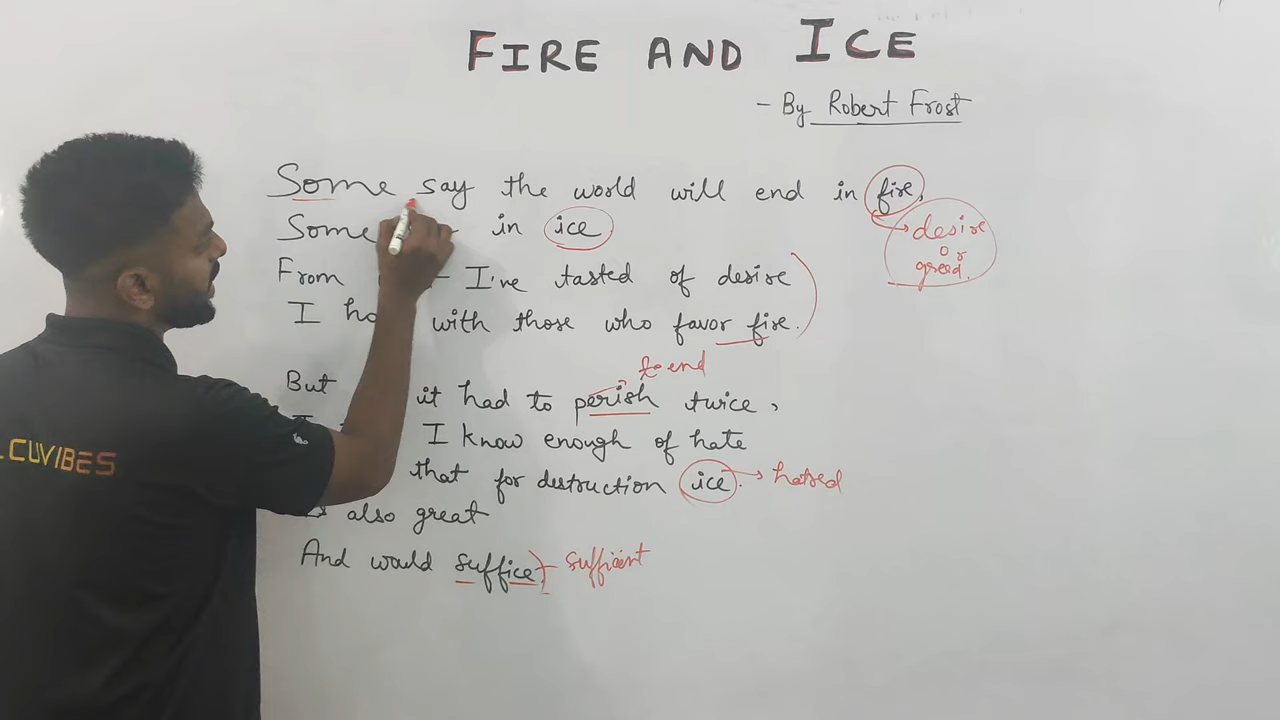 FIRE AND ICE
- By Robert Frost
Some say the world will end in fire,
Some in ice
desire
or
greed.
From I've tasted of desire
I with those who favor fire.
to end
But it had to perish twice,
I know enough of hate
that for destruction ice. → hatred
also great
And would suffice sufficient
CUVIBES